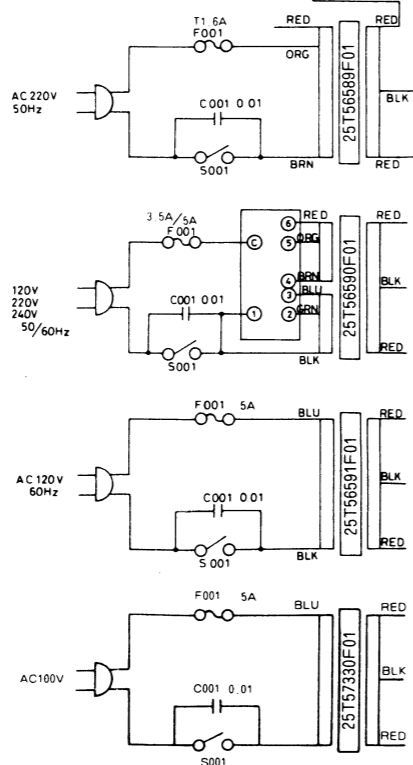 T1.6A
F001
RED
RED
ORG
AC 220V
50Hz
C001 0.01
S001
BRN
25T56589F01
BLK
RED
3.5A/5A
F001
C
1
6
5
4
3
2
RED
ORG
BRN
BLU
GRN
BLK
120V
220V
240V
50/60Hz
C001 0.01
S001
25T56590F01
RED
BLK
RED
F001 5A
BLU
RED
AC 120V
60Hz
C001 0.01
S001
BLK
25T56591F01
BLK
RED
F001 5A
BLU
RED
AC100V
C001 0.01
S001
25T57330F01
BLK
RED